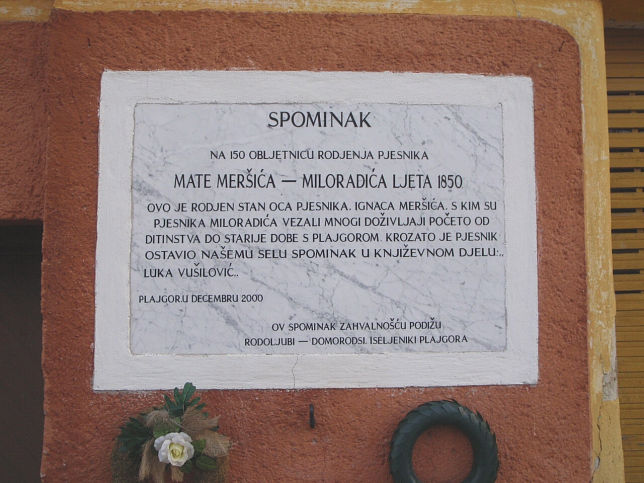 SPOMINAK
NA 150 OBLJETNICU RODJENJA PJESNIKA
MATE MERŠIĆA — MILORADIĆA LJETA 1850
OVO JE RODJEN STAN OCA PJESNIKA. IGNACA MERŠIĆA. S KIM SU
PJESNIKA MILORADIĆA VEZALI MNOGI DOŽIVLJAJI POČETO OD
DITINSTVA DO STARIJE DOBE S PLAJGOROM. KROZATO JE PJESNIK
OSTAVIO NAŠEMU SELU SPOMINAK U KNJIŽEVNOM DJELU:..
LUKA VUŠILOVIĆ..
PLAJGOR.U DECEMBRU 2000
OV SPOMINAK ZAHVALNOŠĆU PODIŽU
RODOLJUBI — DOMORODSI. ISELJENIKI PLAJGORA